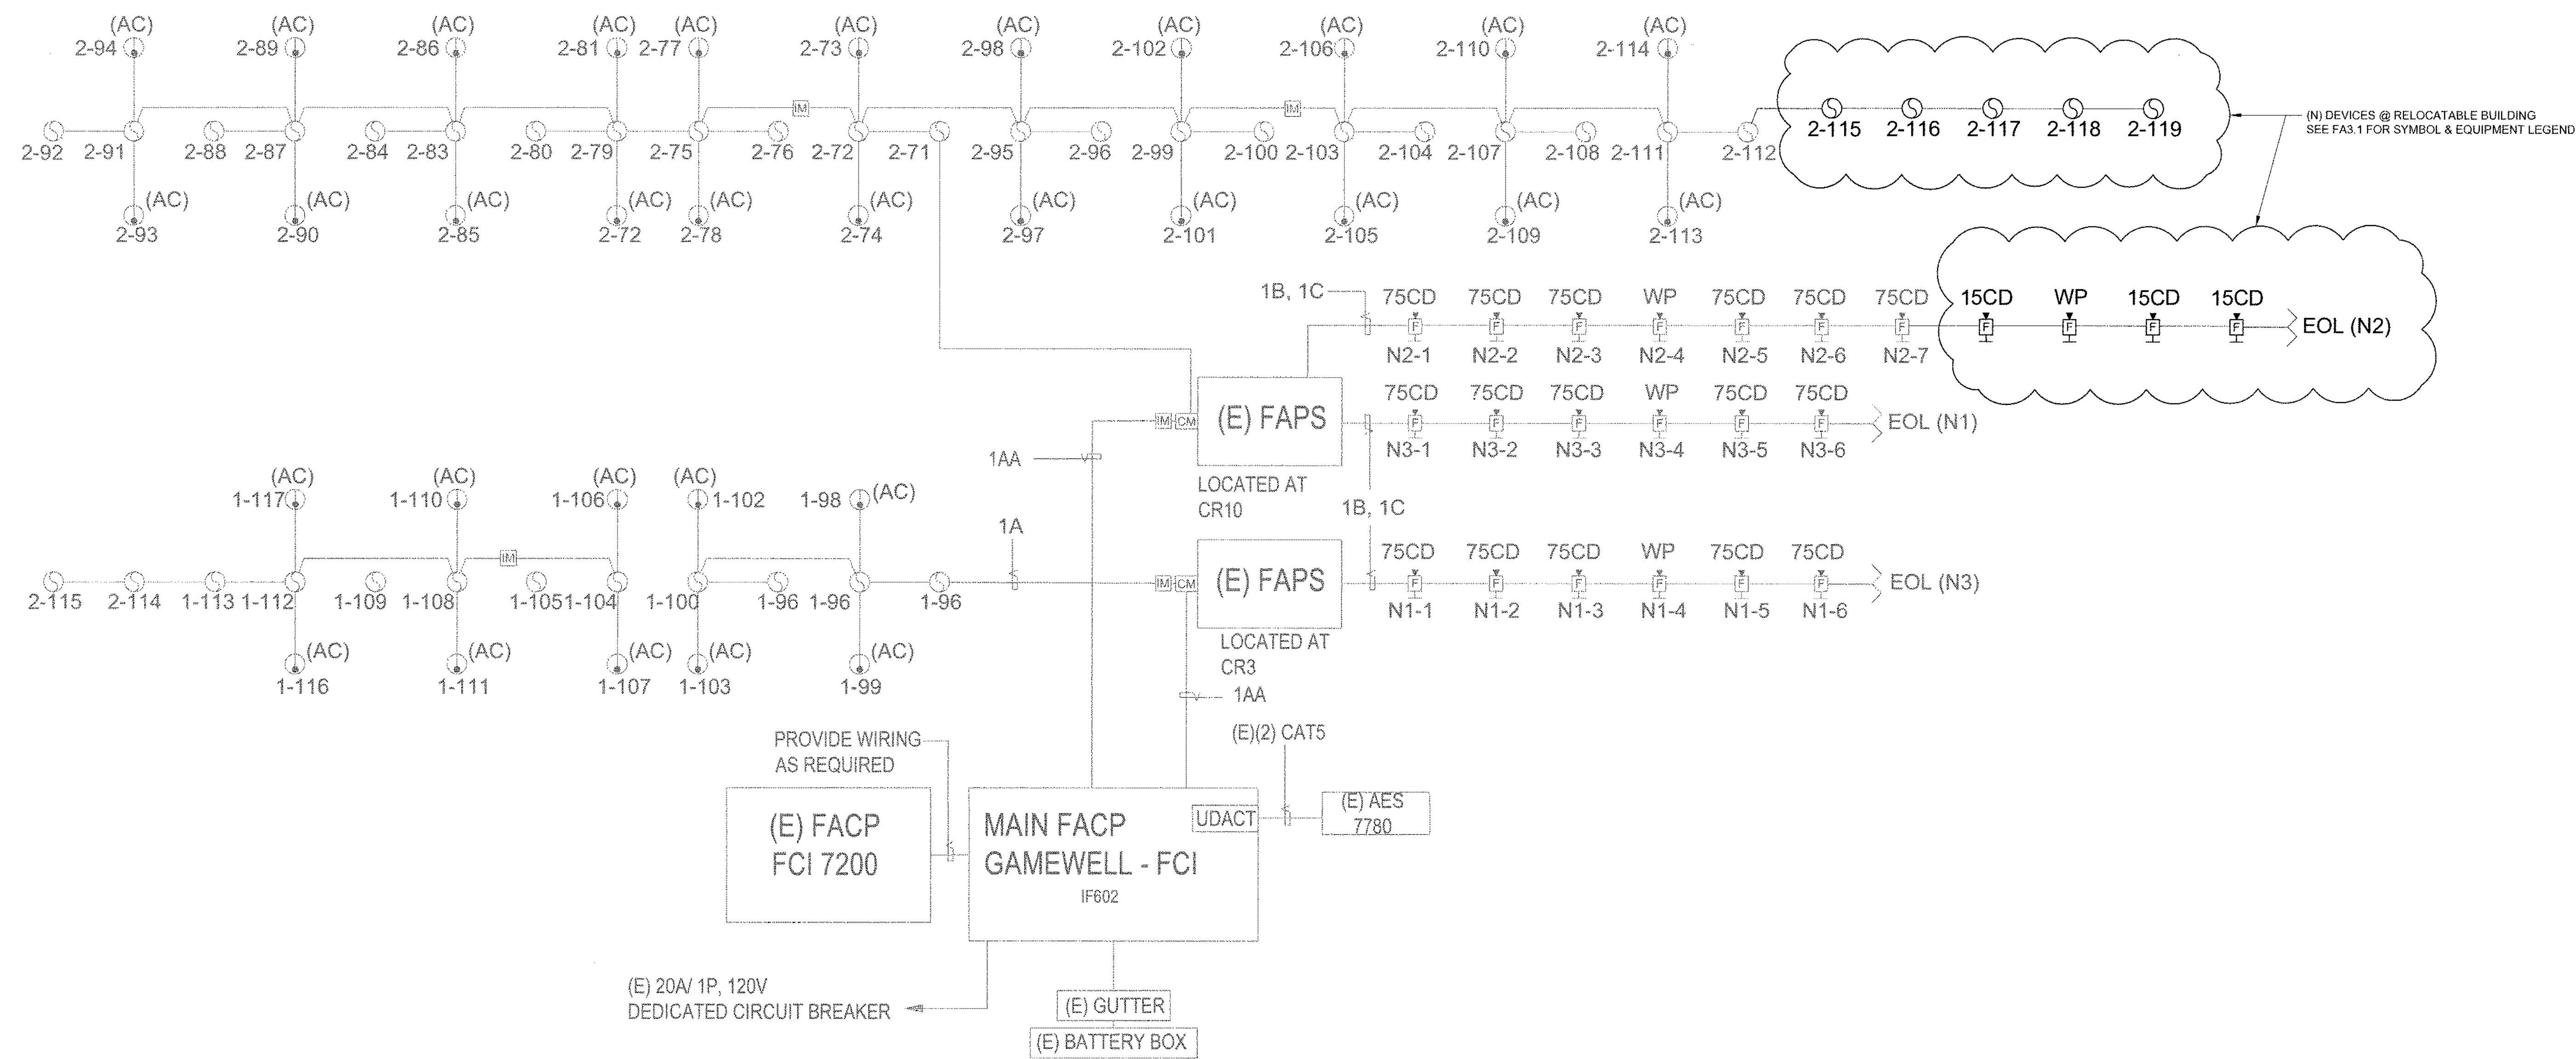 (AC) (AC) (AC) (AC) (AC) (AC) (AC) (AC) (AC) (AC) (AC)
2-94 2-89 2-86 2-81 2-77 2-73 2-98 2-102 2-106 2-110 2-114
IM IM
2-92 2-91 2-88 2-87 2-84 2-83 2-80 2-79 2-75 2-76 2-72 2-71 2-95 2-96 2-99 2-100 2-103 2-104 2-107 2-108 2-111 2-112
2-115 2-116 2-117 2-118 2-119
(N) DEVICES @ RELOCATABLE BUILDING
SEE FA3.1 FOR SYMBOL & EQUIPMENT LEGEND
(AC) (AC) (AC) (AC) (AC) (AC) (AC) (AC) (AC) (AC) (AC)
2-93 2-90 2-85 2-72 2-78 2-74 2-97 2-101 2-105 2-109 2-113
1B, 1C
75CD 75CD 75CD WP 75CD 75CD 75CD 15CD WP 15CD 15CD
F F F F F F F F F F F EOL (N2)
N2-1 N2-2 N2-3 N2-4 N2-5 N2-6 N2-7
75CD 75CD 75CD WP 75CD 75CD
IM CM (E) FAPS F F F F F F EOL (N1)
N3-1 N3-2 N3-3 N3-4 N3-5 N3-6
1AA
LOCATED AT
CR10
1B, 1C
(AC) (AC) (AC) (AC) (AC)
1-117 1-110 1-106 1-102 1-98
1A
IM
2-115 2-114 1-113 1-112 1-109 1-108 1-105 1-104 1-100 1-96 1-96 1-96
75CD 75CD 75CD WP 75CD 75CD
IM CM (E) FAPS F F F F F F EOL (N3)
N1-1 N1-2 N1-3 N1-4 N1-5 N1-6
LOCATED AT
CR3
(AC) (AC) (AC) (AC) (AC)
1-116 1-111 1-107 1-103 1-99
1AA
PROVIDE WIRING
AS REQUIRED
(E)(2) CAT5
(E) FACP
FCI 7200
MAIN FACP
GAMEWELL - FCI
IF602
UDACT
(E) AES
7780
(E) 20A/ 1P, 120V
DEDICATED CIRCUIT BREAKER
(E) GUTTER
(E) BATTERY BOX